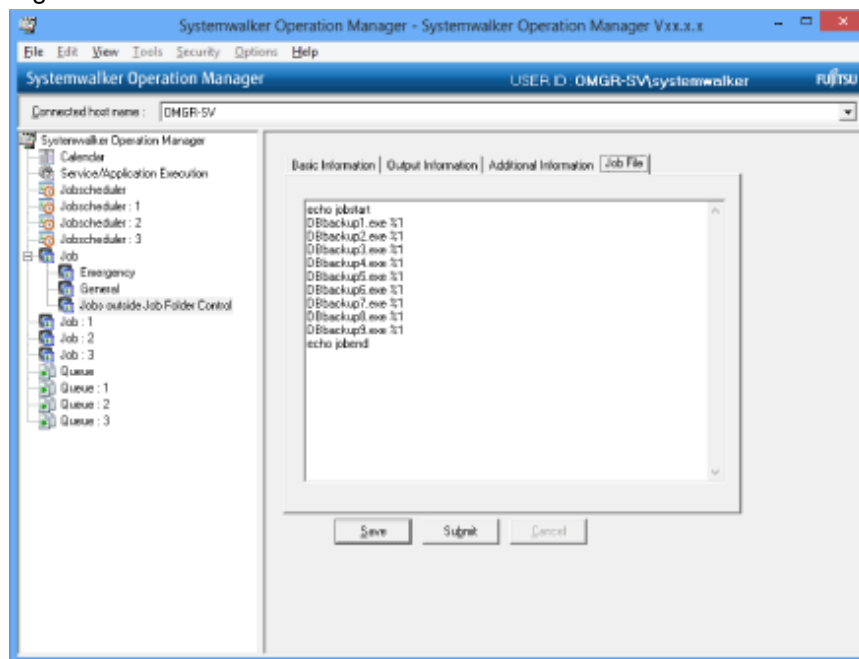 Systemwalker Operation Manager - Systemwalker Operation Manager Vxx.x.x
File Edit View Tools Security Options Help
Systemwalker Operation Manager USER ID : OMGR-SV\systemwalker FUJITSU
Connected host name : OMGR-SV
Systemwalker Operation Manager
Calendar
Service/Application Execution
Jobscheduler
Jobscheduler : 1
Jobscheduler : 2
Jobscheduler : 3
Job
Emergency
General
Jobs outside Job Folder Control
Job : 1
Job : 2
Job : 3
Queue
Queue : 1
Queue : 2
Queue : 3
Basic Information Output Information Additional Information Job File
echo jobstart
DBbackup1.exe %1
DBbackup2.exe %1
DBbackup3.exe %1
DBbackup4.exe %1
DBbackup5.exe %1
DBbackup6.exe %1
DBbackup7.exe %1
DBbackup8.exe %1
DBbackup9.exe %1
echo jobend
Save Submit Cancel